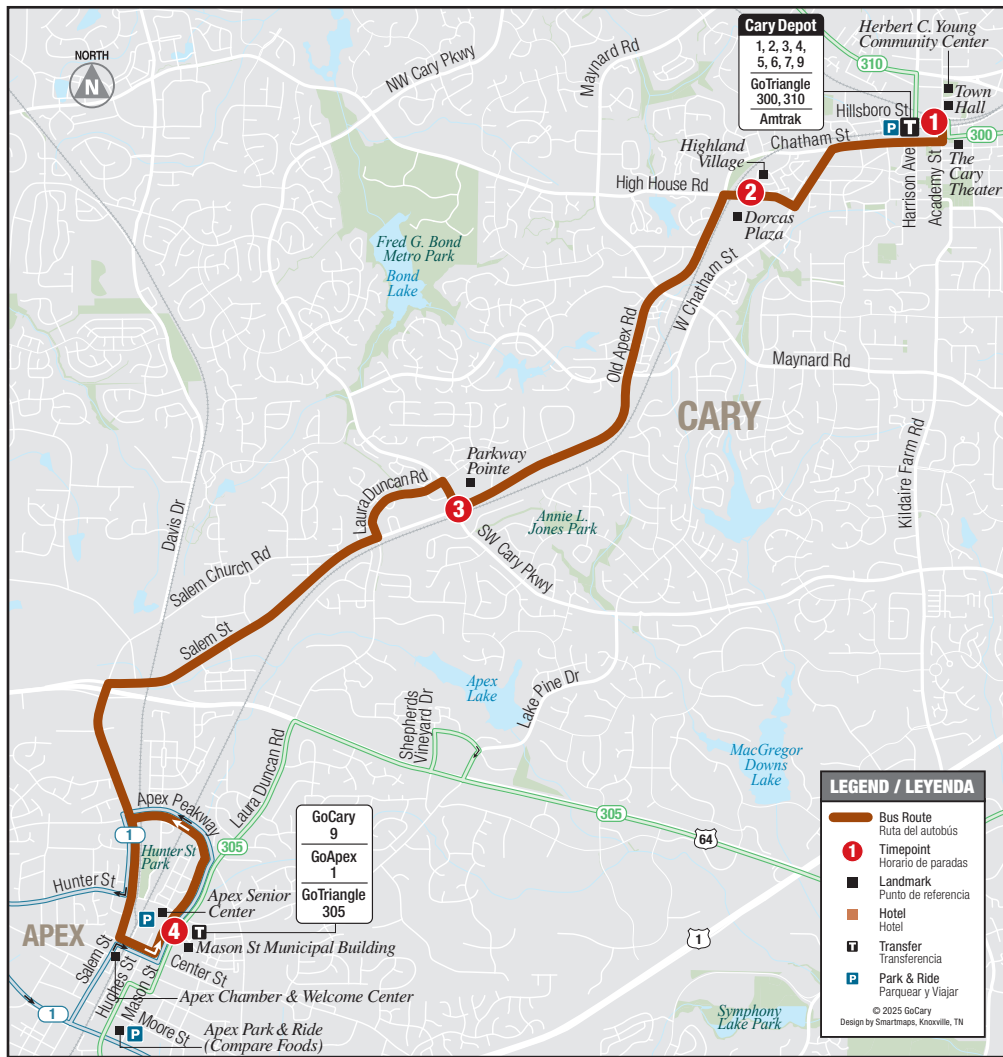 NORTH
N
NW Cary Pkwy
Maynard Rd
Cary Depot
1, 2, 3, 4,
5, 6, 7, 9
GoTriangle
300, 310
Amtrak
Herbert C. Young
Community Center
310
Town
Hall
Hillsboro St
P
T
1
300
Chatham St
The
Cary
Theater
Harrison Ave
Academy St
Highland
Village
High House Rd
2
Dorcas
Plaza
Fred G. Bond
Metro Park
Bond
Lake
W Chatham St
Old Apex Rd
Maynard Rd
CARY
Kildaire Farm Rd
Parkway
Pointe
Laura Duncan Rd
3
Annie L.
Jones Park
SW Cary Pkwy
Davis Dr
Salem Church Rd
Salem St
Apex
Lake
Lake Pine Dr
Shepherds
Vineyard Dr
MacGregor
Downs
Lake
Laura Duncan Rd
305
64
1
Apex Peakway
1
305
Hunter St
Park
Hunter St
GoCary
9
GoApex
1
GoTriangle
305
Apex Senior
Center
P
4
T
Mason St Municipal Building
APEX
Salem St
Hughes St
Mason St
Center St
Apex Chamber & Welcome Center
1
Moore St
P
Apex Park & Ride
(Compare Foods)
Symphony
Lake Park
LEGEND / LEYENDA
Bus Route
Ruta del autobús
1
Timepoint
Horario de paradas
Landmark
Punto de referencia
Hotel
Hotel
T
Transfer
Transferencia
P
Park & Ride
Parquear y Viajar
© 2025 GoCary
Design by Smartmaps, Knoxville, TN